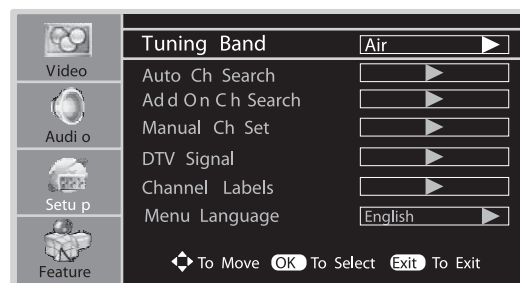 Video
Audi o
Setu p
Feature
Tuning Band Air
Auto Ch Search
Add On Ch Search
Manual Ch Set
DTV Signal
Channel Labels
Menu Language English
To Move OK To Select Exit To Exit